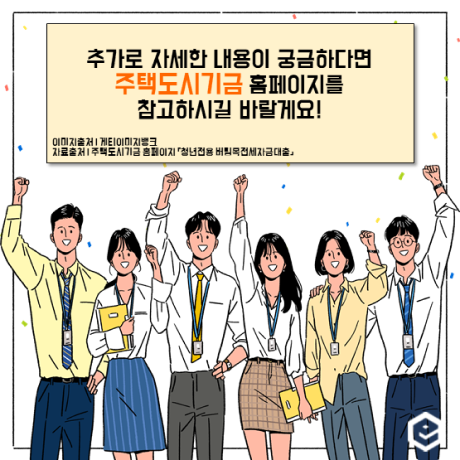 추가로 자세한 내용이 궁금하다면
주택도시기금 홈페이지를
참고하시길 바랄게요!
이미지출처 | 게티이미지뱅크
자료출처 | 주택도시기금 홈페이지 「청년전용 버팀목전세자금대출」